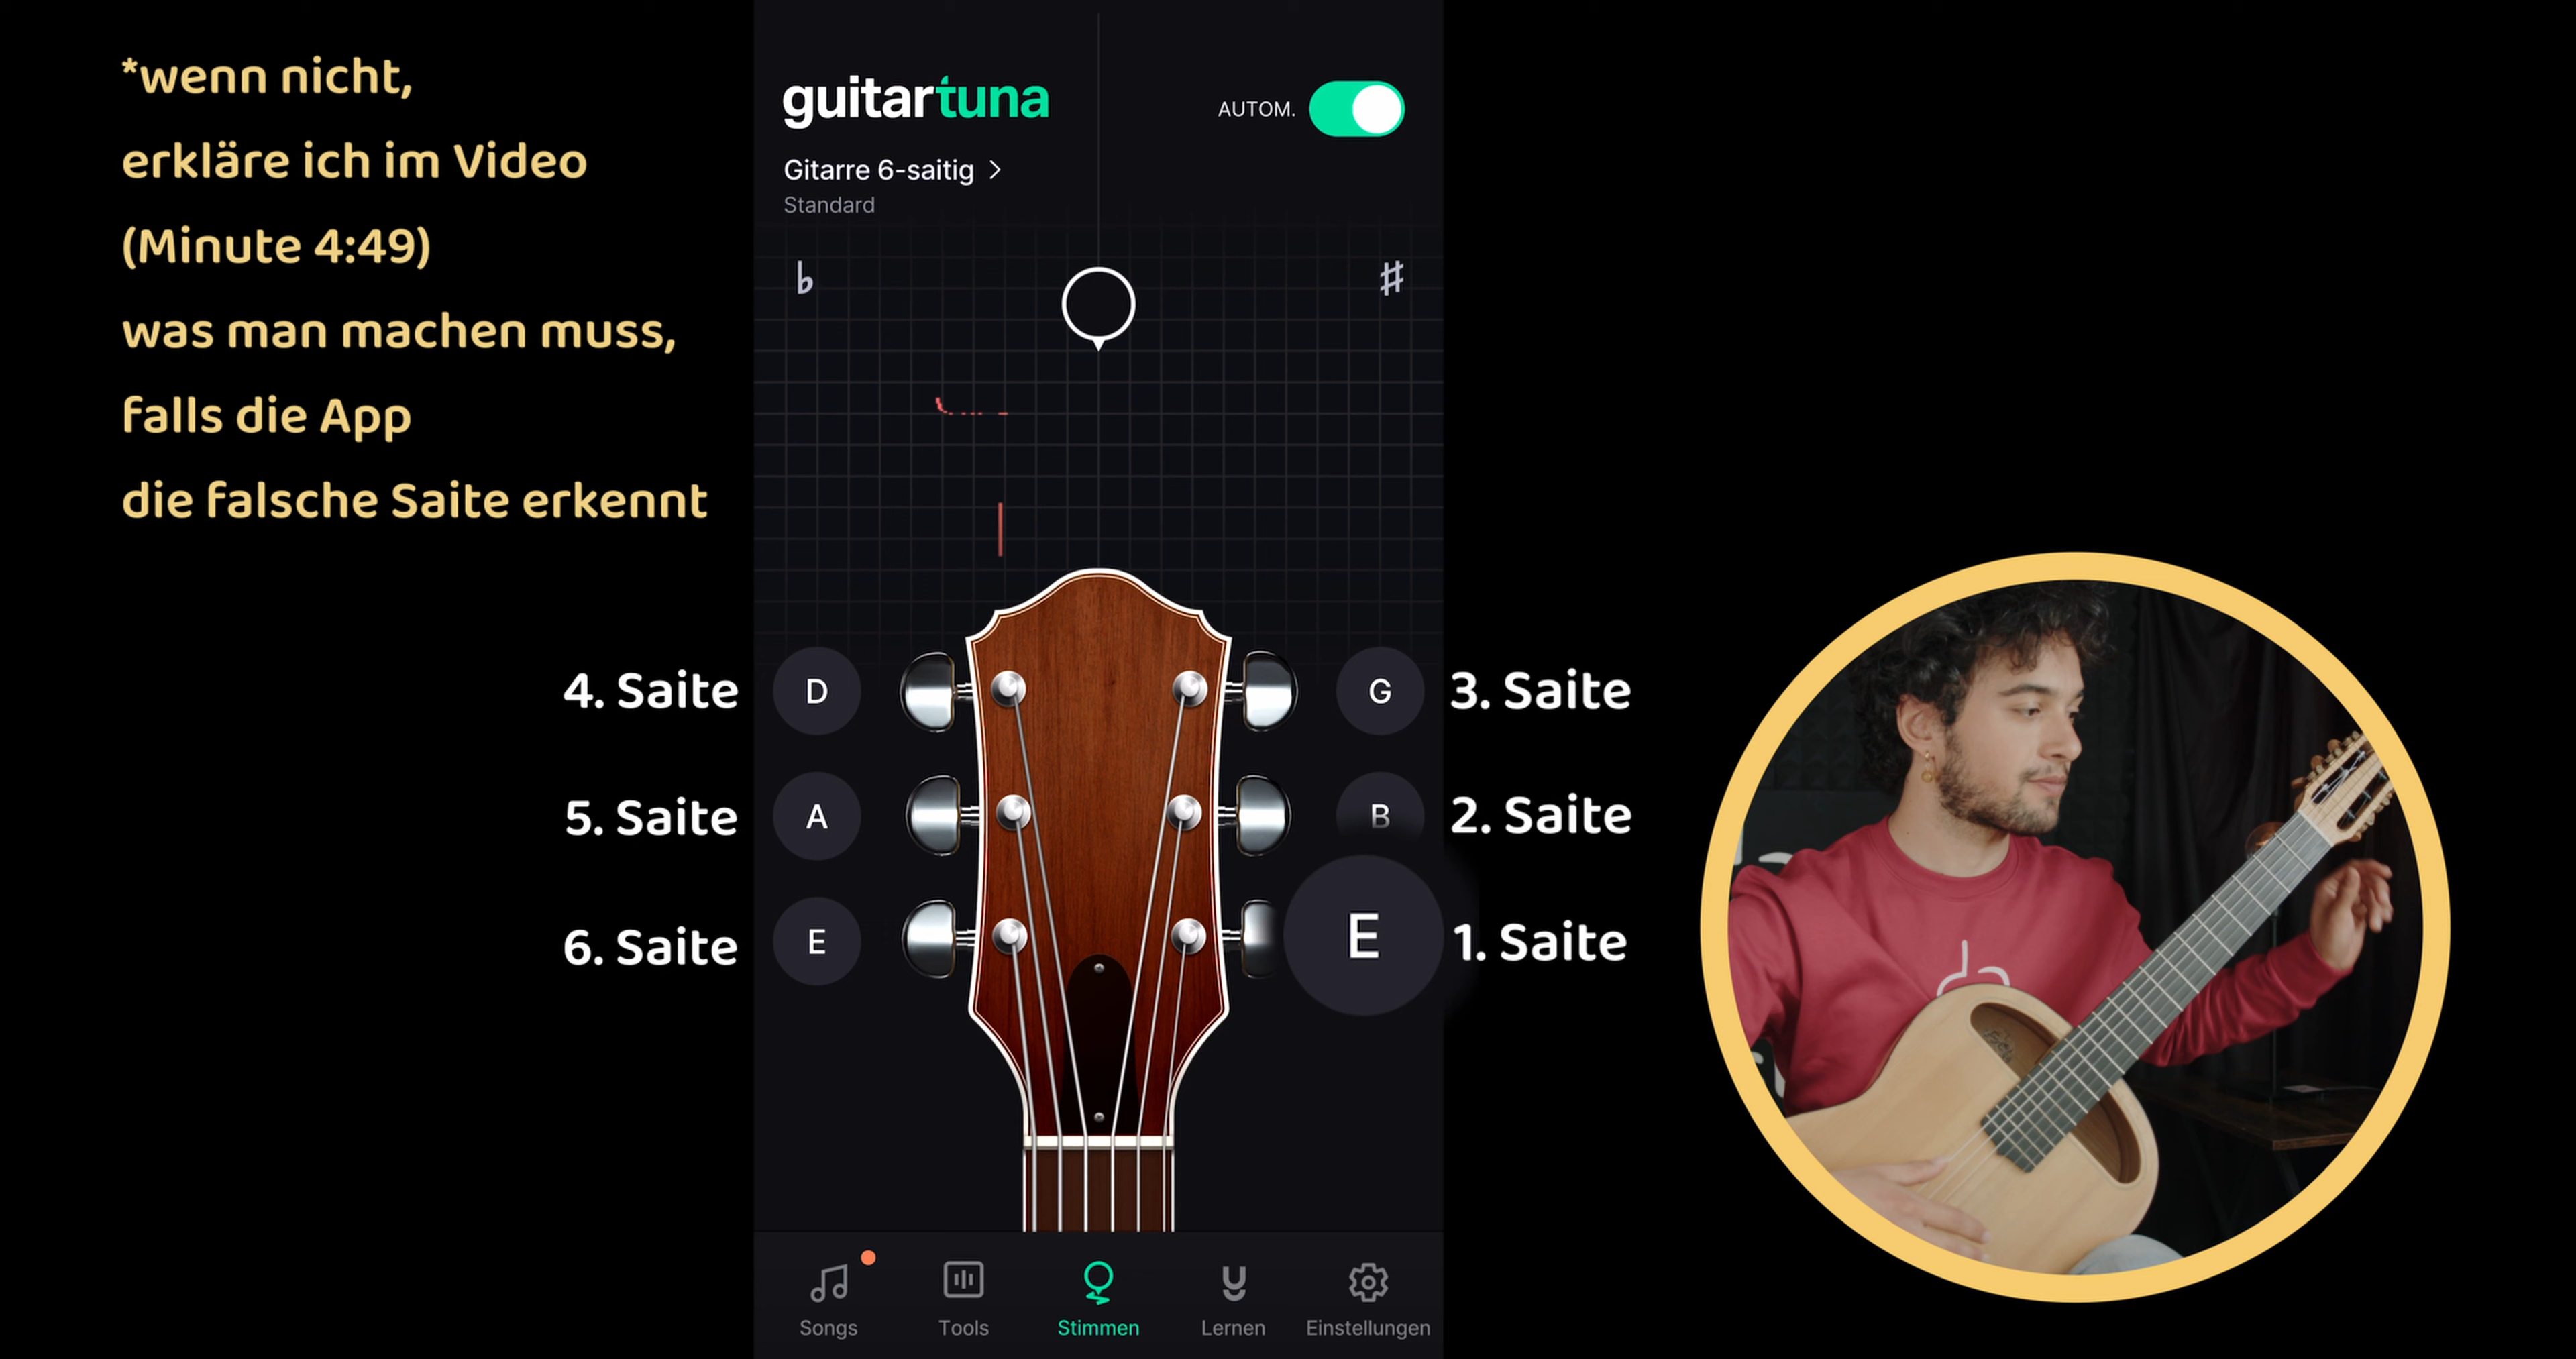 *wenn nicht,
erkläre ich im Video
(Minute 4:49)
was man machen muss,
falls die App
die falsche Saite erkennt
guitartuna
AUTOM.
Gitarre 6-saitig >
Standard
♭ ♯
4. Saite D G 3. Saite
5. Saite A B 2. Saite
6. Saite E E 1. Saite
Songs Tools Stimmen Lernen Einstellungen